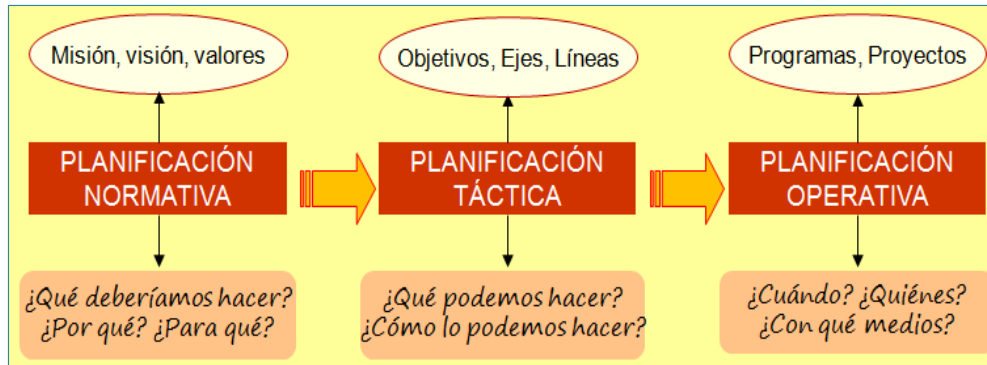 Misión, visión, valores
Objetivos, Ejes, Líneas
Programas, Proyectos
PLANIFICACIÓN
NORMATIVA
PLANIFICACIÓN
TÁCTICA
PLANIFICACIÓN
OPERATIVA
¿Qué deberíamos hacer?
¿Por qué? ¿Para qué?
¿Qué podemos hacer?
¿Cómo lo podemos hacer?
¿Cuándo? ¿Quiénes?
¿Con qué medios?